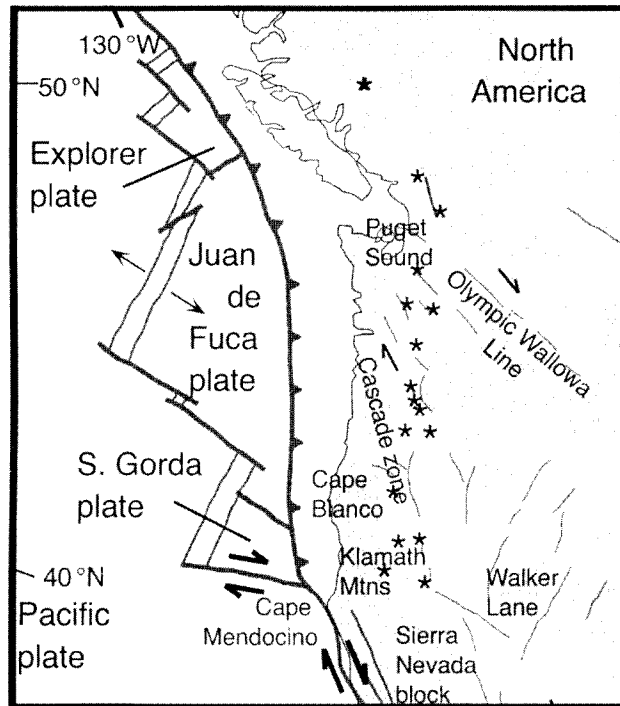 130 °W
North
America
50 °N
Explorer
plate
Puget
Sound
Juan
de
Fuca
plate
Olympic Wallowa
Line
Cascade zone
S. Gorda
plate
Cape
Blanco
40 °N
Klamath
Mtns
Walker
Lane
Pacific
plate
Cape
Mendocino
Sierra
Nevada
block